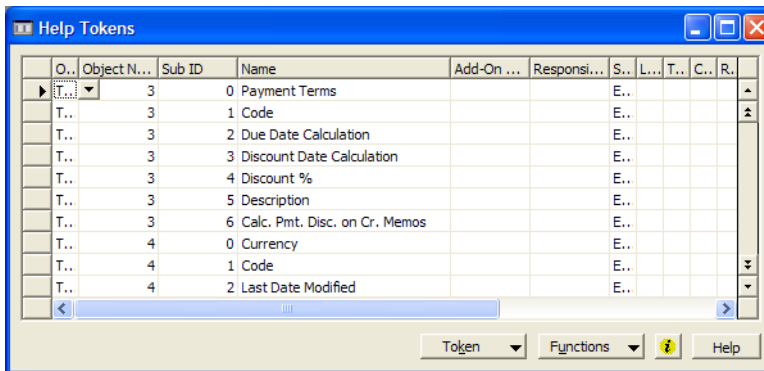 Help Tokens
O.. Object N... Sub ID Name Add-On ... Responsi... S.. L... T.. C.. R.
T.. 3 0 Payment Terms E..
T.. 3 1 Code E..
T.. 3 2 Due Date Calculation E..
T.. 3 3 Discount Date Calculation E..
T.. 3 4 Discount % E..
T.. 3 5 Description E..
T.. 3 6 Calc. Pmt. Disc. on Cr. Memos E..
T.. 4 0 Currency E..
T.. 4 1 Code E..
T.. 4 2 Last Date Modified E..
Token Functions i Help